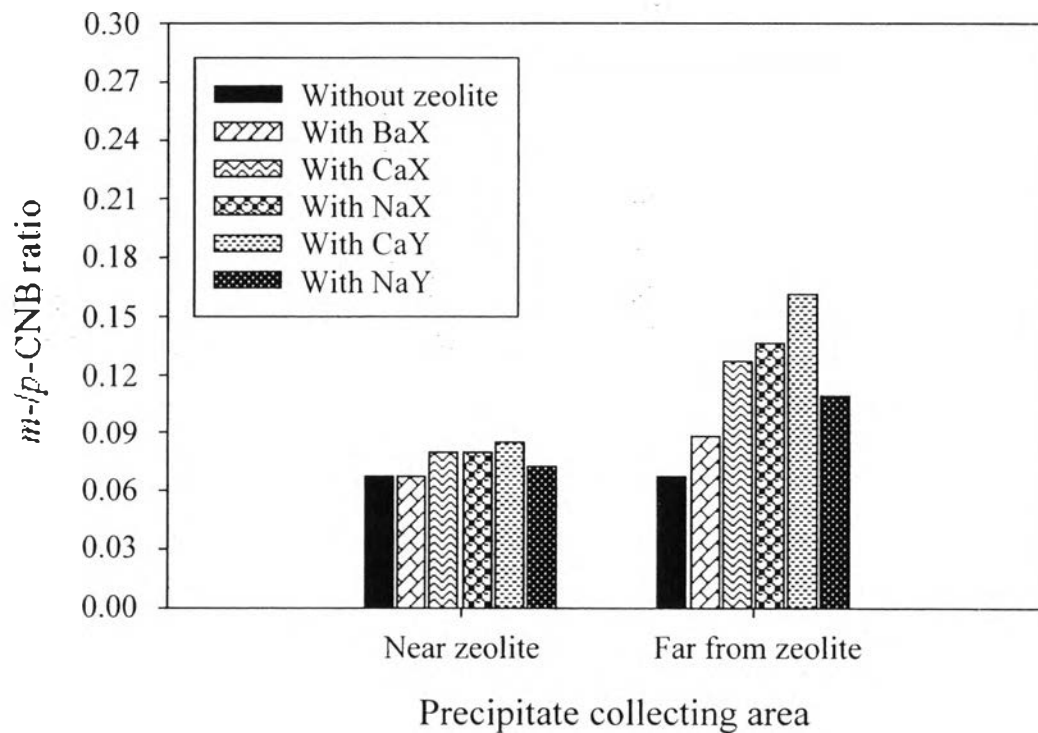 0.30
0.27
0.24
0.21
0.18
0.15
0.12
0.09
0.06
0.03
0.00
m-/p-CNB ratio
Without zeolite
With BaX
With CaX
With NaX
With CaY
With NaY
Near zeolite
Far from zeolite
Precipitate collecting area